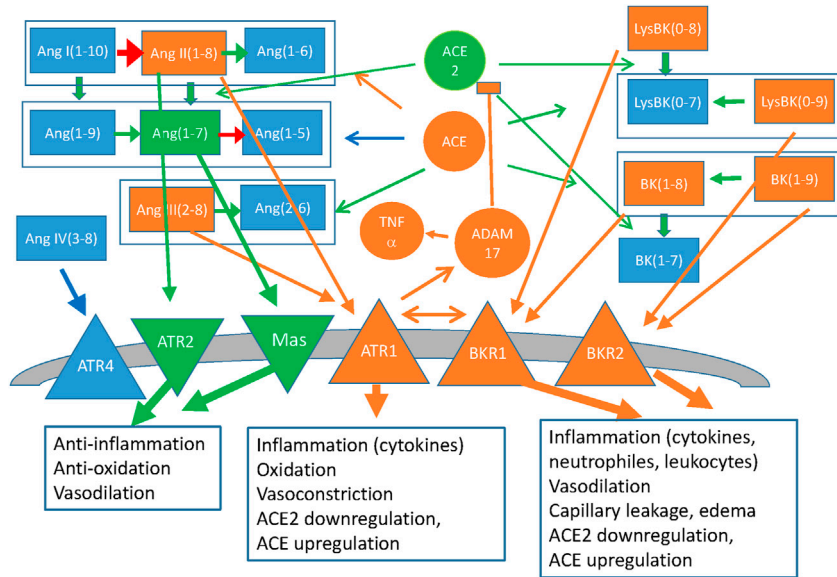 Ang I(1-10)
Ang II(1-8)
Ang(1-6)
ACE
2
LysBK(0-8)
LysBK(0-7)
LysBK(0-9)
Ang(1-9)
Ang(1-7)
Ang(1-5)
ACE
BK(1-8)
BK(1-9)
Ang III(2-8)
Ang(2-6)
TNF
α
ADAM
17
Ang IV(3-8)
BK(1-7)
ATR4
ATR2
Mas
ATR1
BKR1
BKR2
Anti-inflammation
Anti-oxidation
Vasodilation
Inflammation (cytokines)
Oxidation
Vasoconstriction
ACE2 downregulation,
ACE upregulation
Inflammation (cytokines,
neutrophiles, leukocytes)
Vasodilation
Capillary leakage, edema
ACE2 downregulation,
ACE upregulation